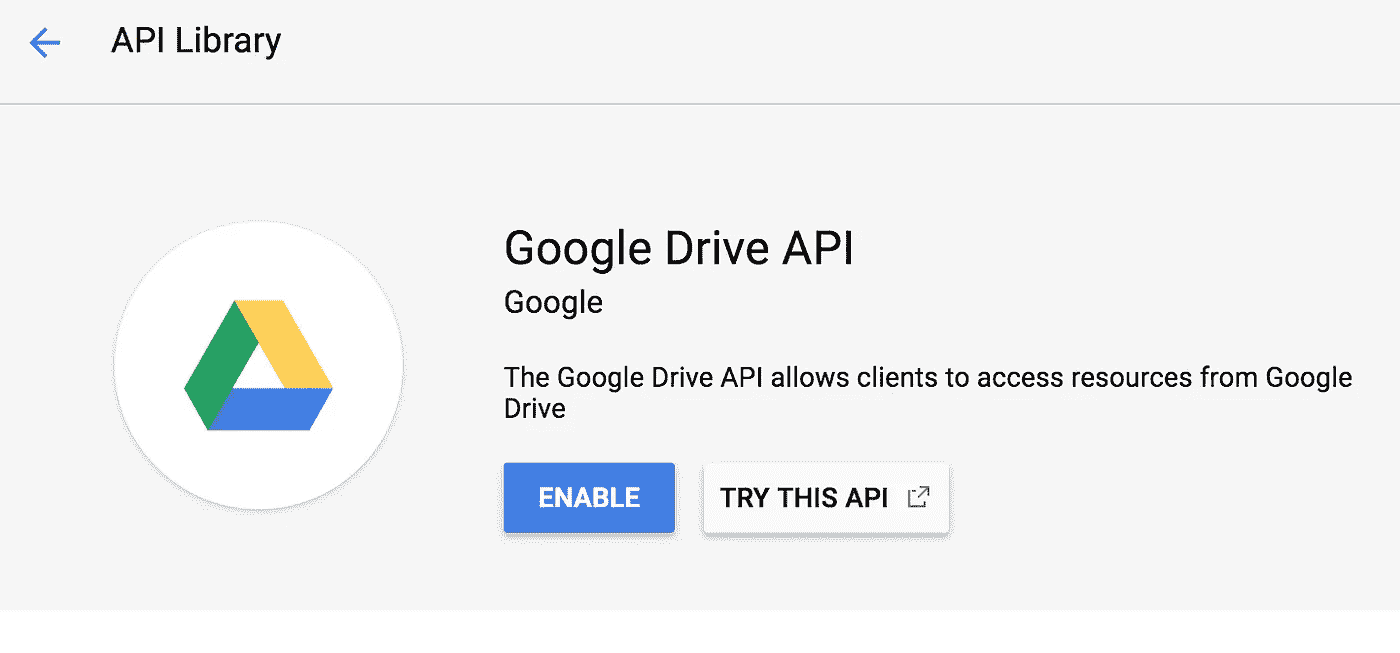 API Library
Google Drive API
Google
The Google Drive API allows clients to access resources from Google
Drive
ENABLE
TRY THIS API